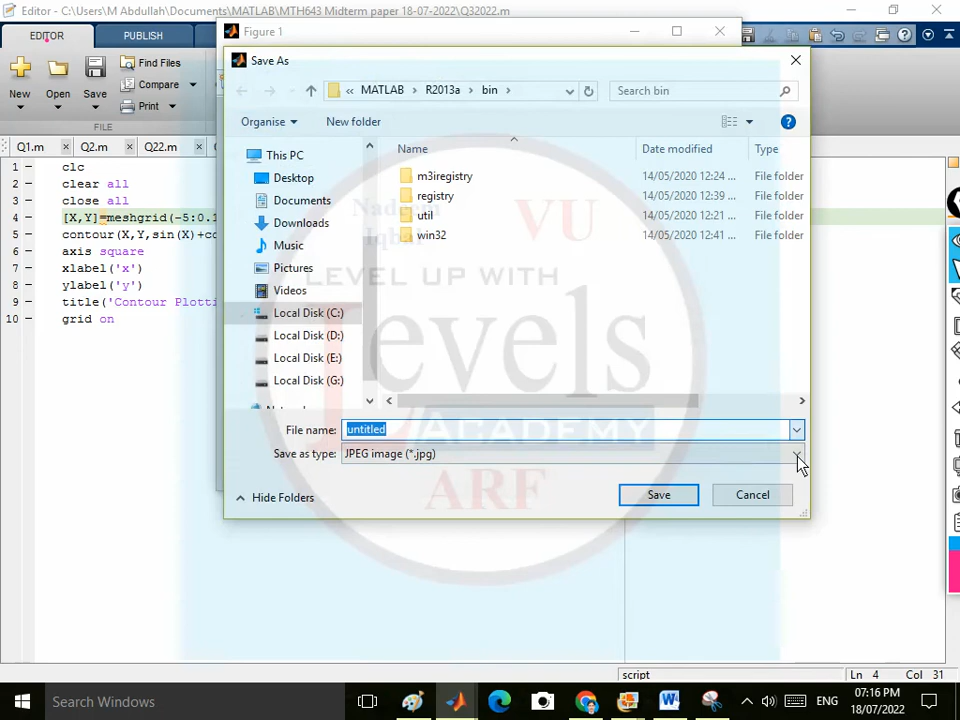 Editor - C:\Users\M Abdullah\Documents\MATLAB\MTH643 Midterm paper 18-07-2022\Q32022.m
EDITOR
PUBLISH
Figure 1
New
Open
Save
Find Files
Compare
Print
FILE
Q1.m
Q2.m
Q22.m
1
clc
2
clear all
3
close all
4
[X,Y]=meshgrid(-5:0.1
5
contour(X,Y,sin(X)+co
6
axis square
7
xlabel('x')
8
ylabel('y')
9
title('Contour Plotti
10
grid on
Save As
« MATLAB > R2013a > bin >
Search bin
Organise
New folder
This PC
Desktop
Documents
Downloads
Music
Pictures
Videos
Local Disk (C:)
Local Disk (D:)
Local Disk (E:)
Local Disk (G:)
Name
Date modified
Type
m3iregistry
14/05/2020 12:24 ...
File folder
registry
14/05/2020 12:39 ...
File folder
util
14/05/2020 12:21 ...
File folder
win32
14/05/2020 12:41 ...
File folder
Nadeem
Iqbal
VU
LEVEL UP WITH
Levels
ACADEMY
ARF
File name:
untitled
Save as type:
JPEG image (*.jpg)
Hide Folders
Save
Cancel
script
Ln 4
Col 31
Search Windows
ENG
07:16 PM
18/07/2022